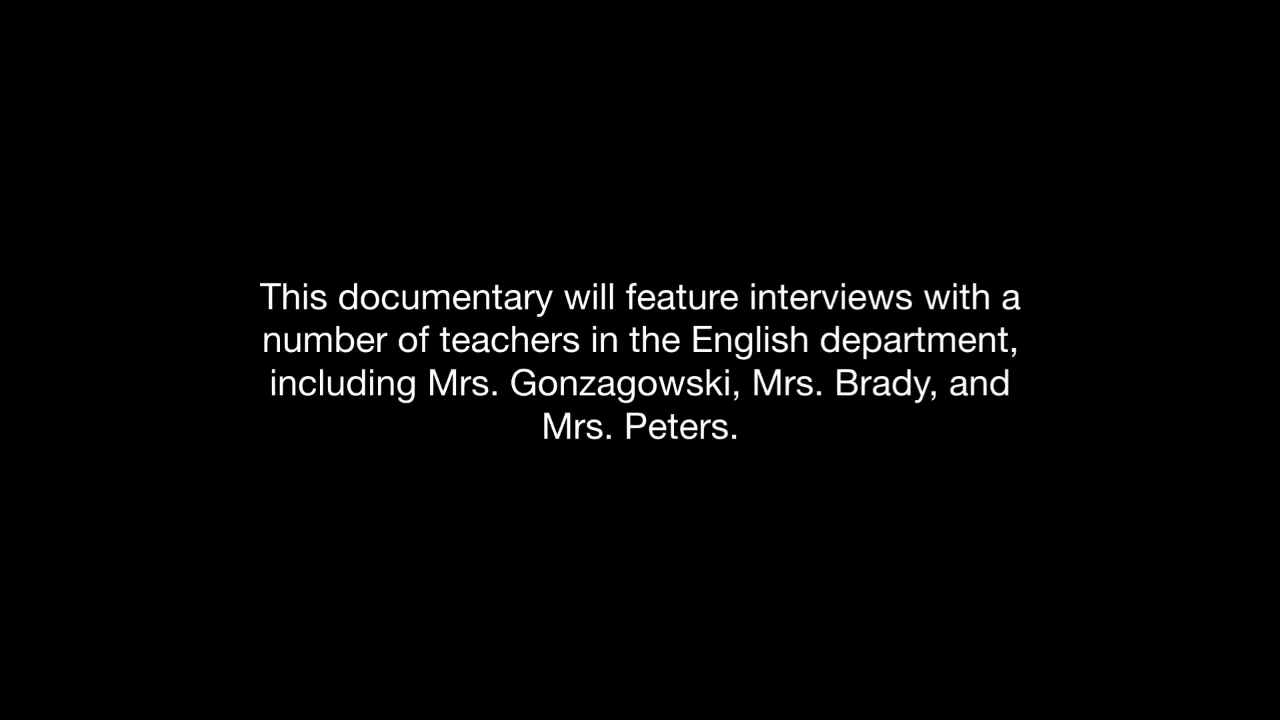 This documentary will feature interviews with a
number of teachers in the English department,
including Mrs. Gonzagowski, Mrs. Brady, and
Mrs. Peters.